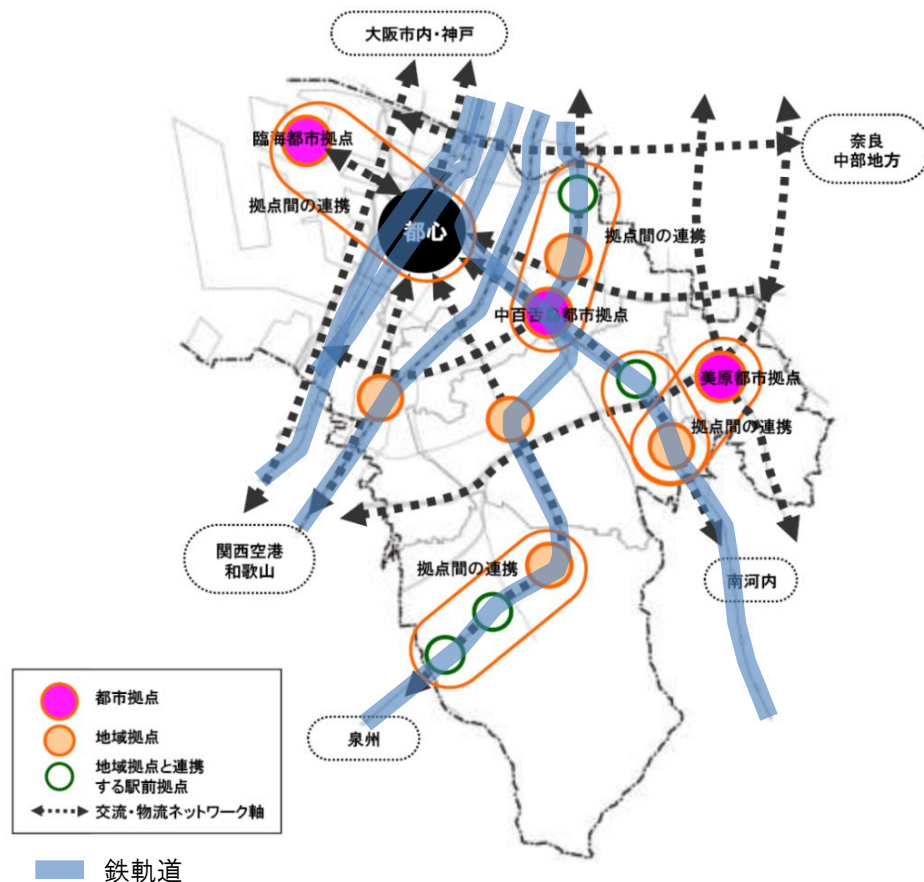 大阪市内・神戸
臨海都市拠点
奈良
中部地方
拠点間の連携
都心
拠点間の連携
中百舌鳥都市拠点
美原都市拠点
拠点間の連携
関西空港
和歌山
拠点間の連携
南河内
泉州
都市拠点
地域拠点
地域拠点と連携
する駅前拠点
交流・物流ネットワーク軸
鉄軌道